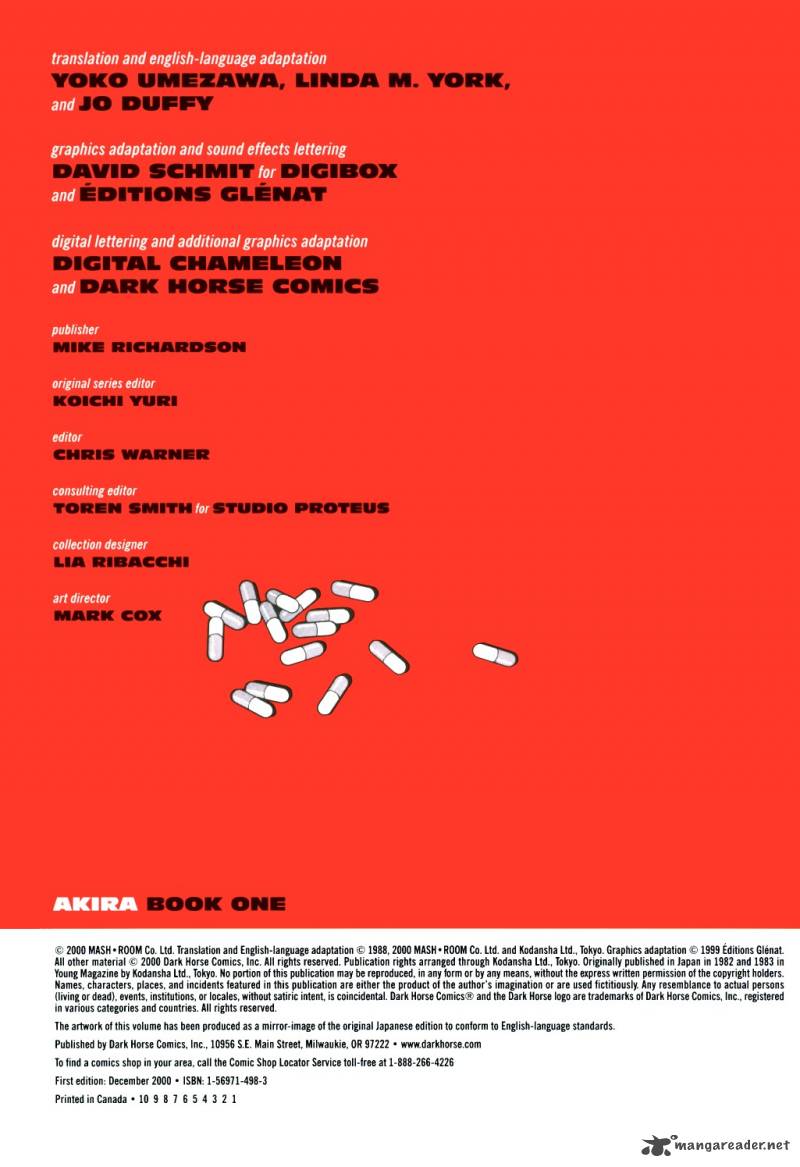 translation and english-language adaptation
YOKO UMEZAWA, LINDA M. YORK,
and JO DUFFY
graphics adaptation and sound effects lettering
DAVID SCHMIT for DIGIBOX
and ÉDITIONS GLÉNAT
digital lettering and additional graphics adaptation
DIGITAL CHAMELEON
and DARK HORSE COMICS
publisher
MIKE RICHARDSON
original series editor
KOICHI YURI
editor
CHRIS WARNER
consulting editor
TOREN SMITH for STUDIO PROTEUS
collection designer
LIA RIBACCHI
art director
MARK COX
AKIRA BOOK ONE
© 2000 MASH•ROOM Co. Ltd. Translation and English-language adaptation © 1988, 2000 MASH•ROOM Co. Ltd. and Kodansha Ltd., Tokyo. Graphics adaptation © 1999 Éditions Glénat.
All other material © 2000 Dark Horse Comics, Inc. All rights reserved. Publication rights arranged through Kodansha Ltd., Tokyo. Originally published in Japan in 1982 and 1983 in
Young Magazine by Kodansha Ltd., Tokyo. No portion of this publication may be reproduced, in any form or by any means, without the express written permission of the copyright holders.
Names, characters, places, and incidents featured in this publication are either the product of the author's imagination or are used fictitiously. Any resemblance to actual persons
(living or dead), events, institutions, or locales, without satiric intent, is coincidental. Dark Horse Comics® and the Dark Horse logo are trademarks of Dark Horse Comics, Inc., registered
in various categories and countries. All rights reserved.
The artwork of this volume has been produced as a mirror-image of the original Japanese edition to conform to English-language standards.
Published by Dark Horse Comics, Inc., 10956 S.E. Main Street, Milwaukie, OR 97222 • www.darkhorse.com
To find a comics shop in your area, call the Comic Shop Locator Service toll-free at 1-888-266-4226
First edition: December 2000 • ISBN: 1-56971-498-3
Printed in Canada • 10 9 8 7 6 5 4 3 2 1
mangareader.net